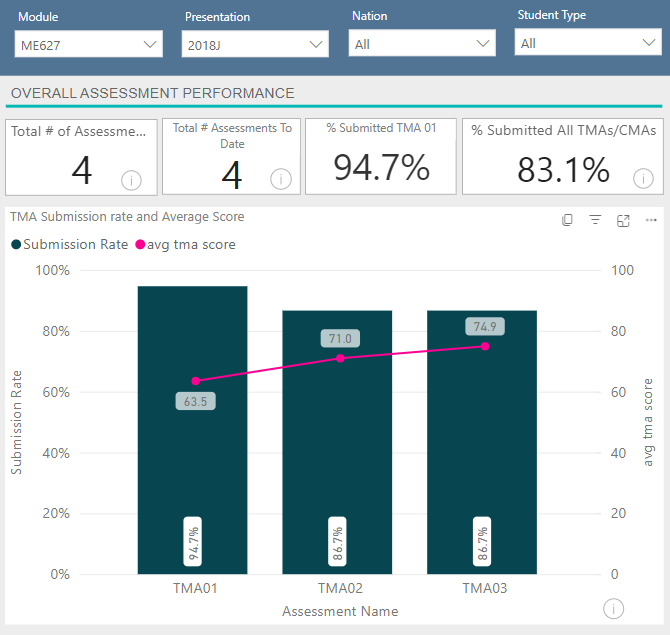 Module
Presentation
Nation
Student Type
ME627
2018J
All
All
OVERALL ASSESSMENT PERFORMANCE
Total # of Assessme...
4
Total # Assessments To
Date
4
% Submitted TMA 01
94.7%
% Submitted All TMAs/CMAs
83.1%
TMA Submission rate and Average Score
Submission Rate
avg tma score
100%
80%
60%
40%
20%
0%
Submission Rate
100
80
60
40
20
0
avg tma score
63.5
71.0
74.9
94.7%
86.7%
86.7%
TMA01
TMA02
TMA03
Assessment Name